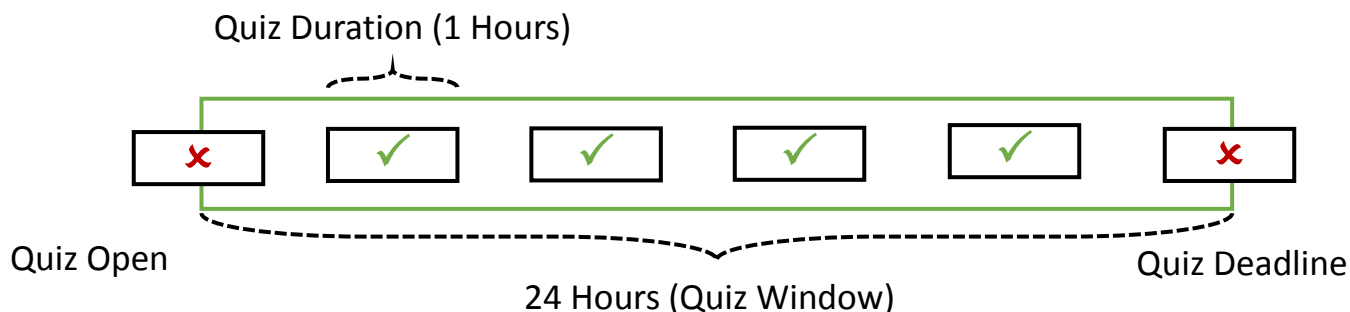 Quiz Duration (1 Hours)
Quiz Open
Quiz Deadline
24 Hours (Quiz Window)